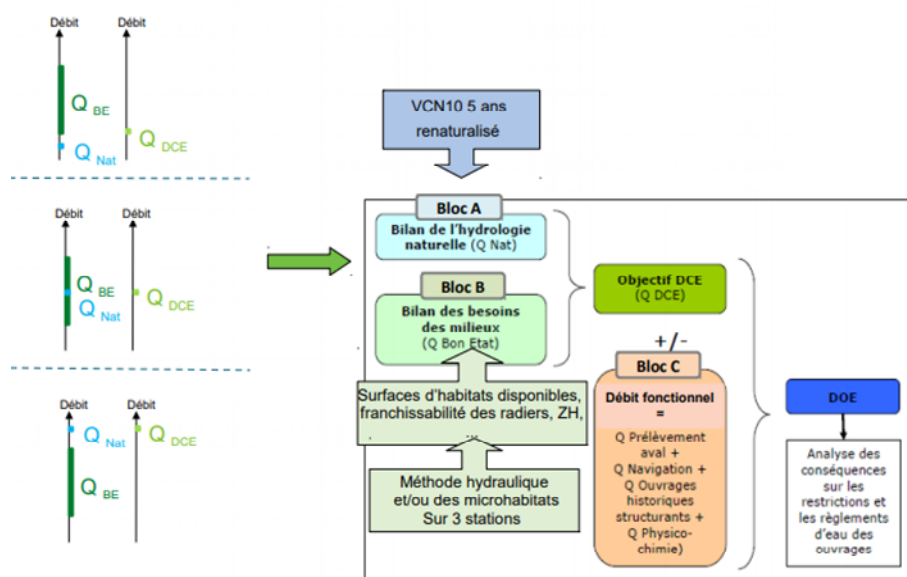 Débit
Débit
Q BE
Q DCE
Q Nat
Débit
Débit
Q BE
Q Nat
Q DCE
Débit
Débit
Q Nat
Q DCE
Q BE
VCN10 5 ans
renaturalisé
Bloc A
Bilan de l'hydrologie
naturelle (Q Nat)
Bloc B
Bilan des besoins
des milieux
(Q Bon Etat)
Surfaces d'habitats disponibles,
franchissabilité des radiers, ZH,
...
Méthode hydraulique
et/ou des microhabitats
Sur 3 stations
Objectif DCE
(Q DCE)
+/-
Bloc C
Débit fonctionnel
=
Q Prélèvement
aval +
Q Navigation +
Q Ouvrages
historiques
structurants +
Q Physico-
chimie)
DOE
Analyse des
conséquences
sur les
restrictions et
les règlements
d'eau des
ouvrages